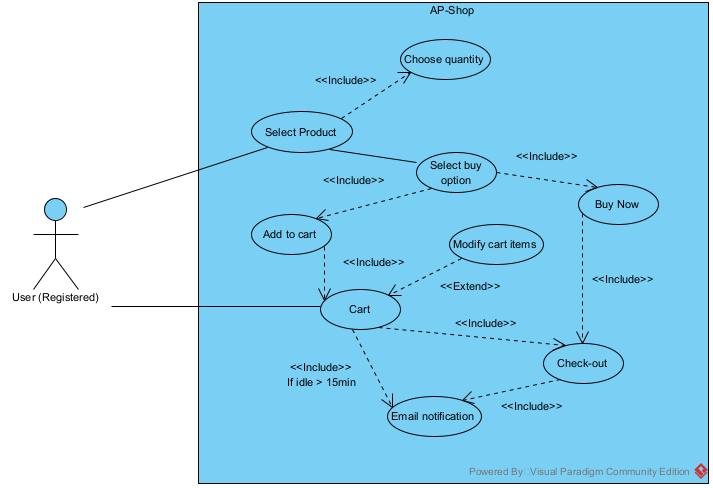 AP-Shop
Choose quantity
<<Include>>
Select Product
<<Include>>
Select buy
option
<<Include>>
Buy Now
Add to cart
Modify cart items
<<Include>>
<<Extend>>
<<Include>>
User (Registered)
Cart
<<Include>>
<<Include>>
If idle > 15min
Check-out
<<Include>>
Email notification
Powered By Visual Paradigm Community Edition